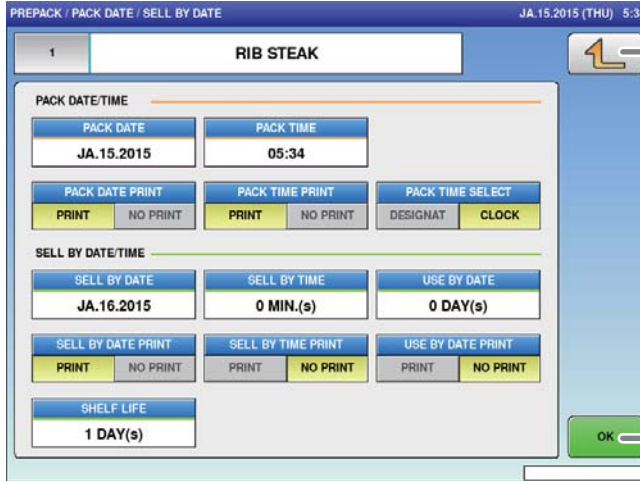 PREPACK / PACK DATE / SELL BY DATE JA.15.2015 (THU) 5:3
1 RIB STEAK
PACK DATE/TIME
PACK DATE PACK TIME
JA.15.2015 05:34
PACK DATE PRINT PACK TIME PRINT PACK TIME SELECT
PRINT NO PRINT PRINT NO PRINT DESIGNAT CLOCK
SELL BY DATE/TIME
SELL BY DATE SELL BY TIME USE BY DATE
JA.16.2015 0 MIN.(s) 0 DAY(s)
SELL BY DATE PRINT SELL BY TIME PRINT USE BY DATE PRINT
PRINT NO PRINT PRINT NO PRINT PRINT NO PRINT
SHELF LIFE
1 DAY(s)
OK